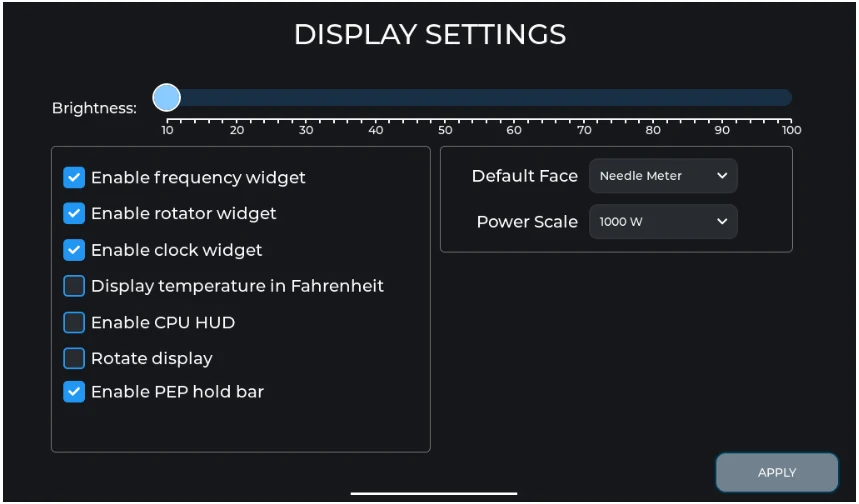 DISPLAY SETTINGS
Brightness:
10 20 30 40 50 60 70 80 90 100
Enable frequency widget
Enable rotator widget
Enable clock widget
Display temperature in Fahrenheit
Enable CPU HUD
Rotate display
Enable PEP hold bar
Default Face Needle Meter
Power Scale 1000 W
APPLY